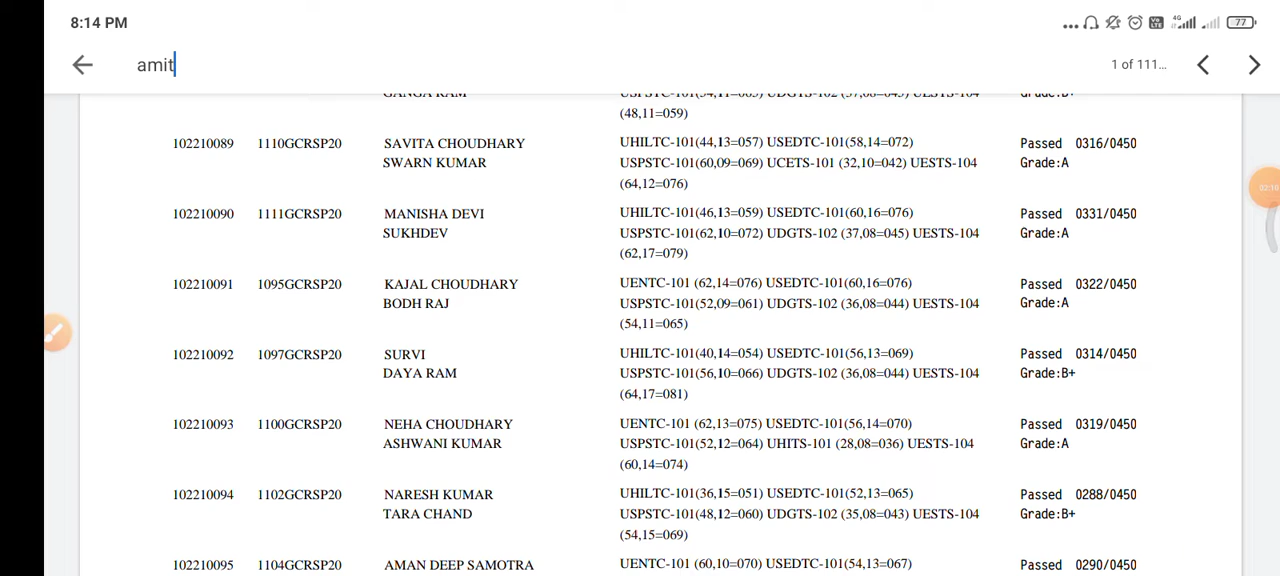 8:14 PM
4G
77
amit
1 of 111...
GANGA RAM
(48,11=059)
102210089 1110GCRSP20 SAVITA CHOUDHARY UHILTC-101(44,13=057) USEDTC-101(58,14=072) Passed 0316/0450
SWARN KUMAR USPSTC-101(60,09=069) UCETS-101 (32,10=042) UESTS-104 Grade:A
(64,12=076)
102210090 1111GCRSP20 MANISHA DEVI UHILTC-101(46,13=059) USEDTC-101(60,16=076) Passed 0331/0450
SUKHDEV USPSTC-101(62,10=072) UDGTS-102 (37,08=045) UESTS-104 Grade:A
(62,17=079)
102210091 1095GCRSP20 KAJAL CHOUDHARY UENTC-101 (62,14=076) USEDTC-101(60,16=076) Passed 0322/0450
BODH RAJ USPSTC-101(52,09=061) UDGTS-102 (36,08=044) UESTS-104 Grade:A
(54,11=065)
102210092 1097GCRSP20 SURVI UHILTC-101(40,14=054) USEDTC-101(56,13=069) Passed 0314/0450
DAYA RAM USPSTC-101(56,10=066) UDGTS-102 (36,08=044) UESTS-104 Grade:B+
(64,17=081)
102210093 1100GCRSP20 NEHA CHOUDHARY UENTC-101 (62,13=075) USEDTC-101(56,14=070) Passed 0319/0450
ASHWANI KUMAR USPSTC-101(52,12=064) UHITS-101 (28,08=036) UESTS-104 Grade:A
(60,14=074)
102210094 1102GCRSP20 NARESH KUMAR UHILTC-101(36,15=051) USEDTC-101(52,13=065) Passed 0288/0450
TARA CHAND USPSTC-101(48,12=060) UDGTS-102 (35,08=043) UESTS-104 Grade:B+
(54,15=069)
102210095 1104GCRSP20 AMAN DEEP SAMOTRA UENTC-101 (60,10=070) USEDTC-101(54,13=067) Passed 0290/0450